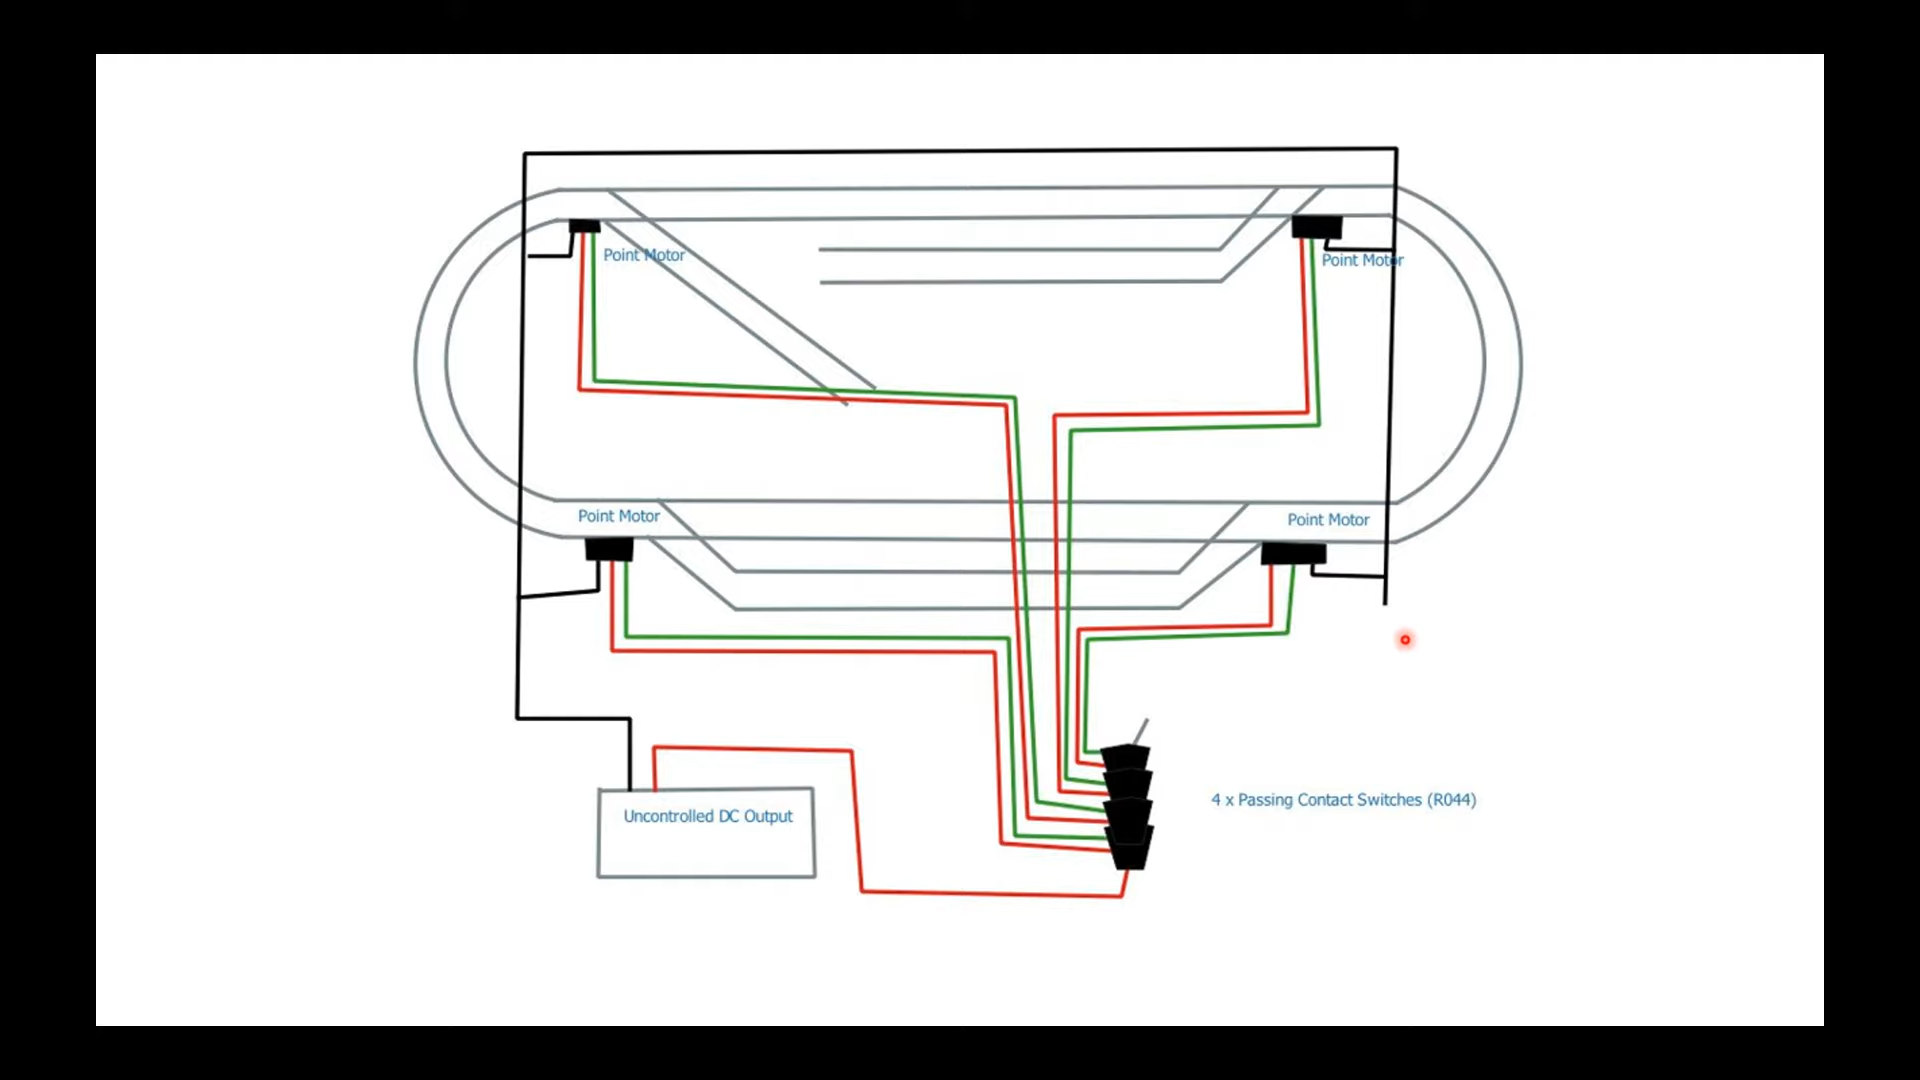 Point Motor
Point Motor
Point Motor
Point Motor
4 x Passing Contact Switches (R044)
Uncontrolled DC Output